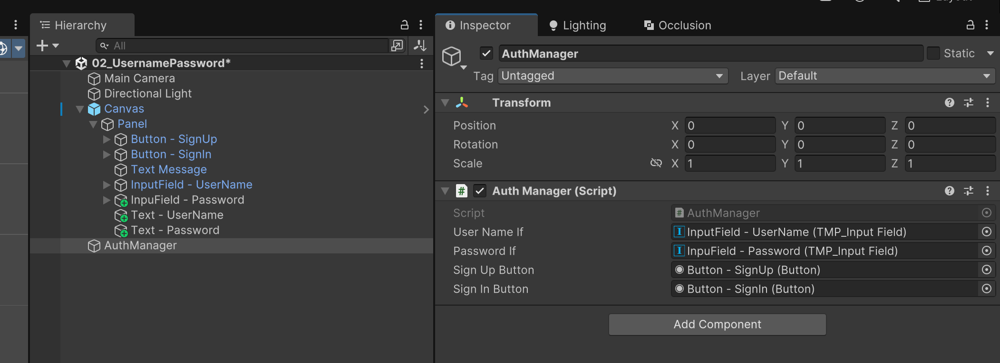 Hierarchy
All
02_UsernamePassword*
Main Camera
Directional Light
Canvas
Panel
Button - SignUp
Button - SignIn
Text Message
InputField - UserName
InpuField - Password
Text - UserName
Text - Password
AuthManager
Inspector
Lighting
Occlusion
AuthManager
Static
Tag
Untagged
Layer
Default
Transform
Position X 0 Y 0 Z 0
Rotation X 0 Y 0 Z 0
Scale X 1 Y 1 Z 1
# Auth Manager (Script)
Script # AuthManager
User Name If InputField - UserName (TMP_Input Field)
Password If InpuField - Password (TMP_Input Field)
Sign Up Button Button - SignUp (Button)
Sign In Button Button - SignIn (Button)
Add Component